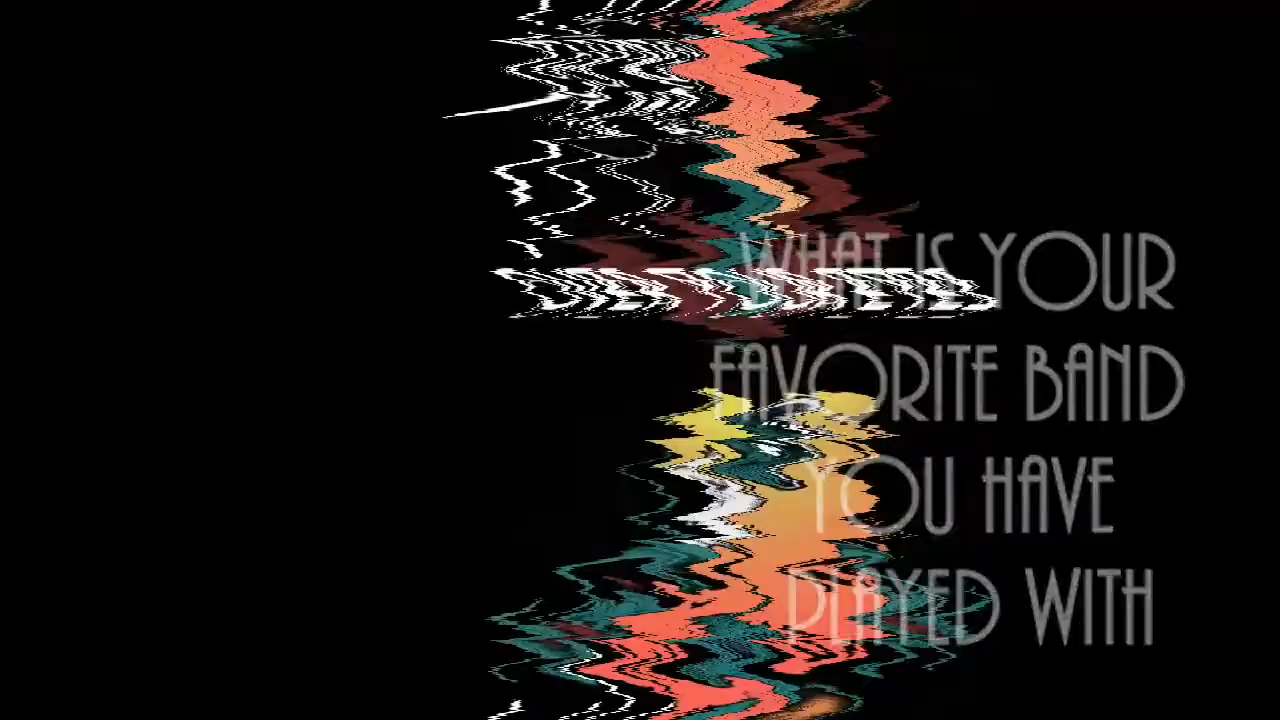 WHAT IS YOUR
FAVORITE BAND
YOU HAVE
PLAYED WITH